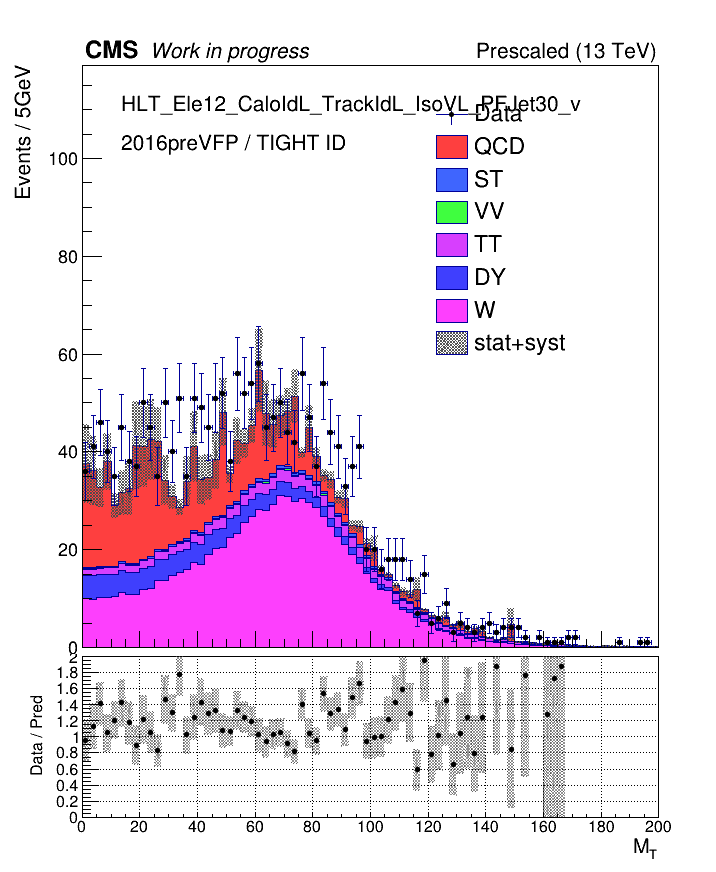 CMS Work in progress Prescaled (13 TeV)
Events / 5GeV
HLT_Ele12_CaloIdL_TrackIdL_IsoVL_PFJet30_v
2016preVFP / TIGHT ID
Data
QCD
ST
VV
TT
DY
W
stat+syst
100
80
60
40
20
0
Data / Pred
2
1.8
1.6
1.4
1.2
1
0.8
0.6
0.4
0.2
0
0 20 40 60 80 100 120 140 160 180 200
M_T